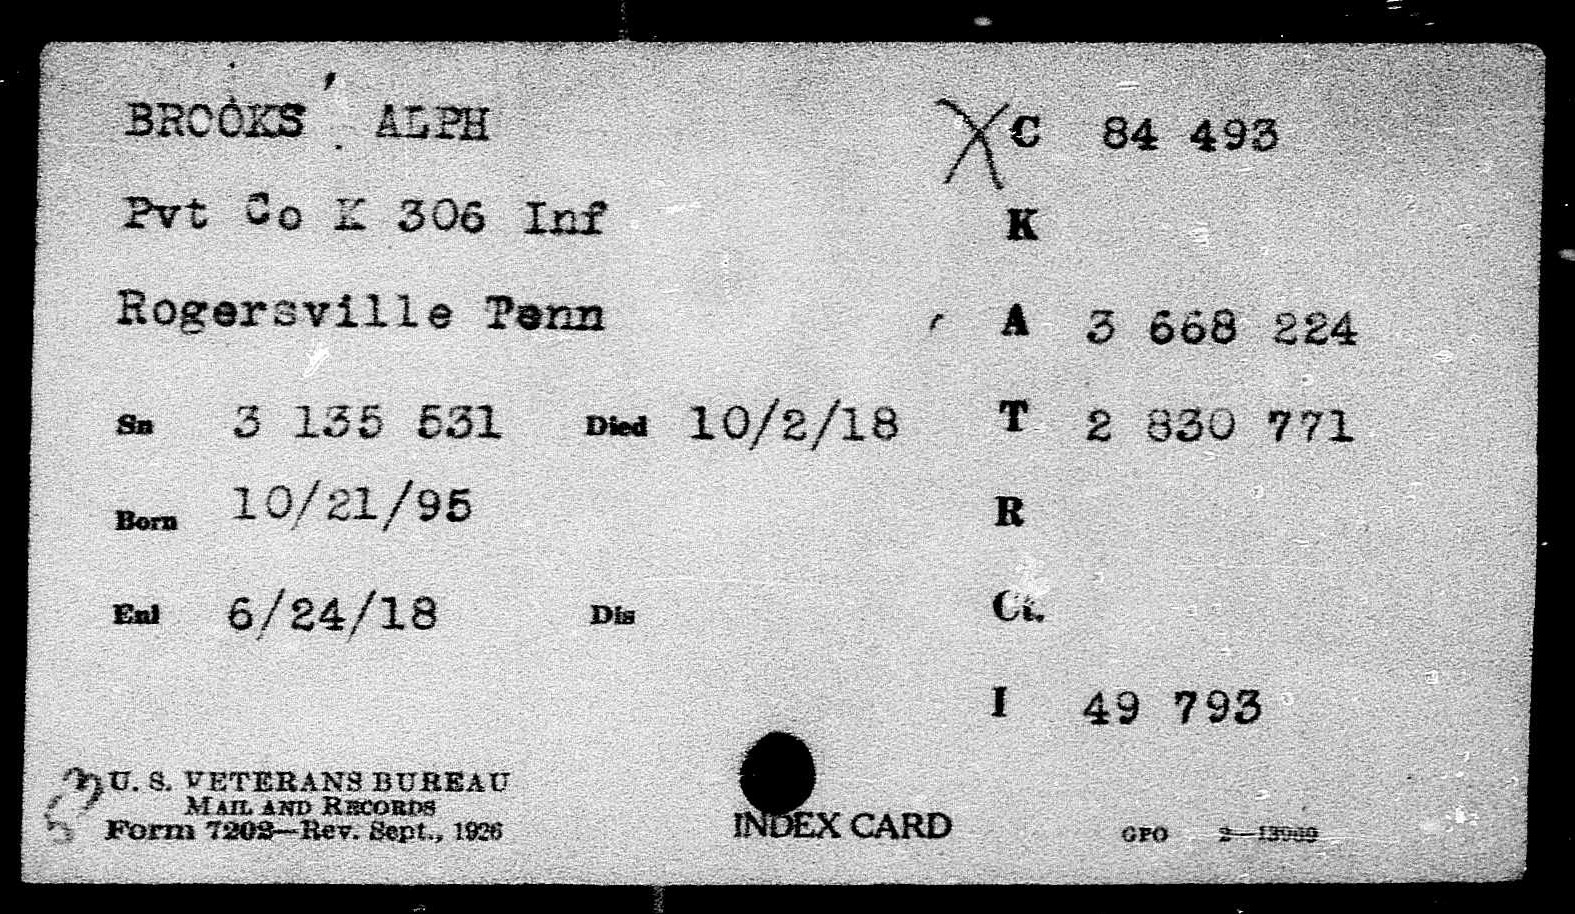 BROOKS, ALPH
XC 84 493
Pvt Co K 306 Inf
K
Rogersville Tenn
A 3 668 224
Sn 3 135 531 Died 10/2/18
T 2 830 771
Born 10/21/95
R
Enl 6/24/18 Dis
Ct.
I 49 793
U. S. VETERANS BUREAU
MAIL AND RECORDS
Form 7202—Rev. Sept., 1926
INDEX CARD
GPO